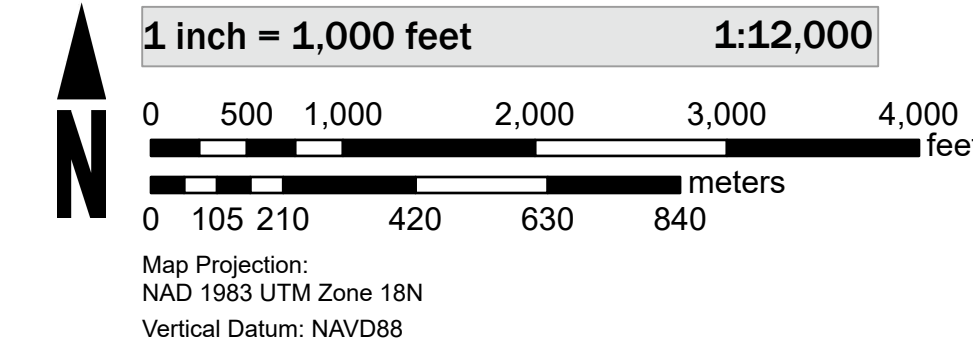 1 inch = 1,000 feet 1:12,000
0 500 1,000 2,000 3,000 4,000
feet
meters
0 105 210 420 630 840
N
Map Projection:
NAD 1983 UTM Zone 18N
Vertical Datum: NAVD88